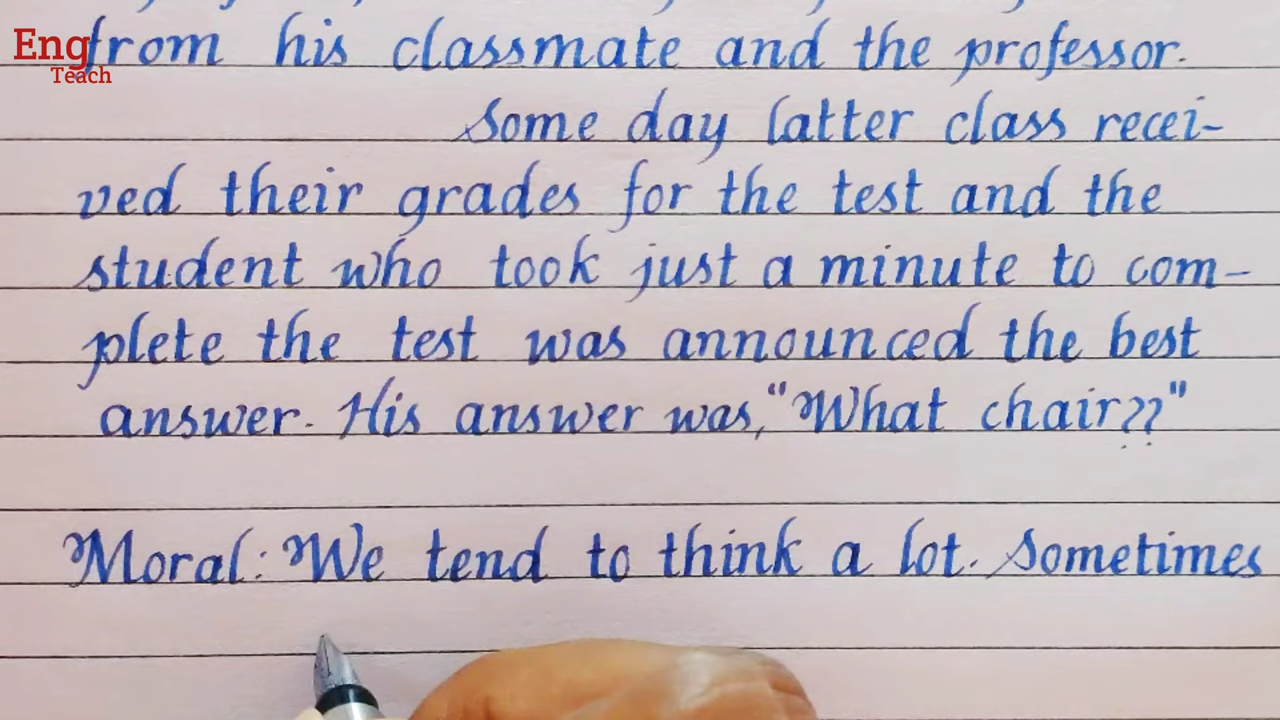 Eng
Teach
from his classmate and the professor.
Some day latter class recei-
ved their grades for the test and the
student who took just a minute to com-
plete the test was announced the best
answer. His answer was, "What chair??"
Moral: We tend to think a lot. Sometimes